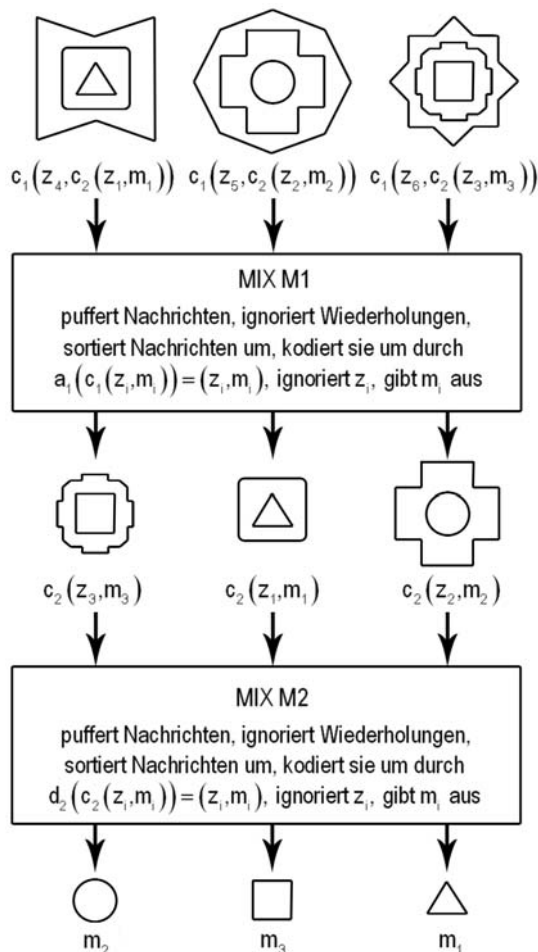 c₁(z₄,c₂(z₁,m₁)) c₁(z₅,c₂(z₂,m₂)) c₁(z₆,c₂(z₃,m₃))
MIX M1
puffert Nachrichten, ignoriert Wiederholungen,
sortiert Nachrichten um, kodiert sie um durch
a₁(c₁(zᵢ,mᵢ))=(zᵢ,mᵢ), ignoriert zᵢ, gibt mᵢ aus
c₂(z₃,m₃) c₂(z₁,m₁) c₂(z₂,m₂)
MIX M2
puffert Nachrichten, ignoriert Wiederholungen,
sortiert Nachrichten um, kodiert sie um durch
d₂(c₂(zᵢ,mᵢ))=(zᵢ,mᵢ), ignoriert zᵢ, gibt mᵢ aus
m₂ m₃ m₁